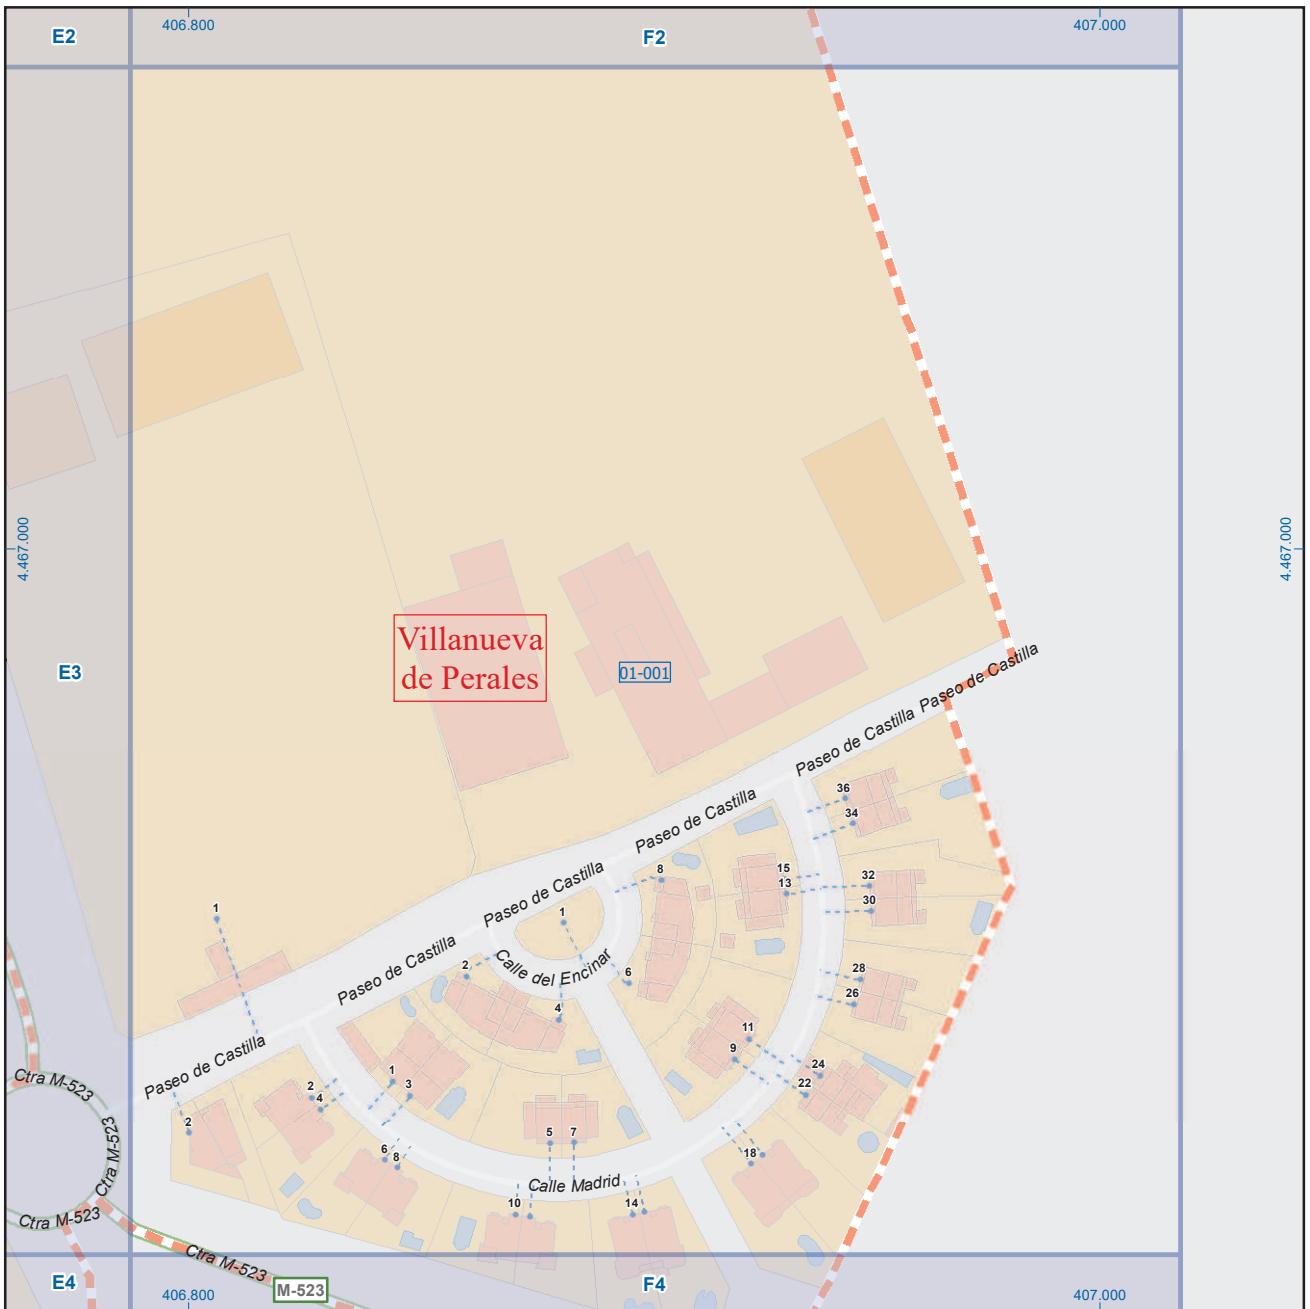 E2
406.800
F2
407.000
4.467.000
4.467.000
Villanueva
de Perales
E3
01-001
Paseo de Castilla
Paseo de Castilla
Paseo de Castilla
Paseo de Castilla
Paseo de Castilla
Paseo de Castilla
36
34
8
15
13
32
30
1
1
Calle del Encinar
2
6
4
28
26
11
9
24
22
1
3
2
4
2
5
7
6
8
18
Calle Madrid
10
14
Ctra M-523
Ctra M-523
Ctra M-523
Ctra M-523
M-523
E4
406.800
F4
407.000